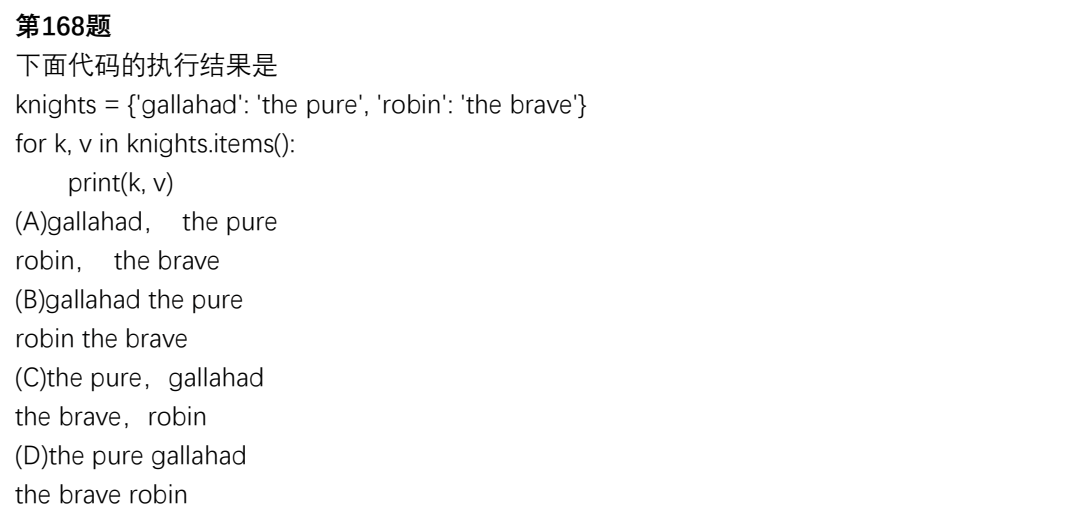 第168题
下面代码的执行结果是
knights = {'gallahad': 'the pure', 'robin': 'the brave'}
for k, v in knights.items():
    print(k, v)
(A)gallahad， the pure
robin， the brave
(B)gallahad the pure
robin the brave
(C)the pure，gallahad
the brave，robin
(D)the pure gallahad
the brave robin